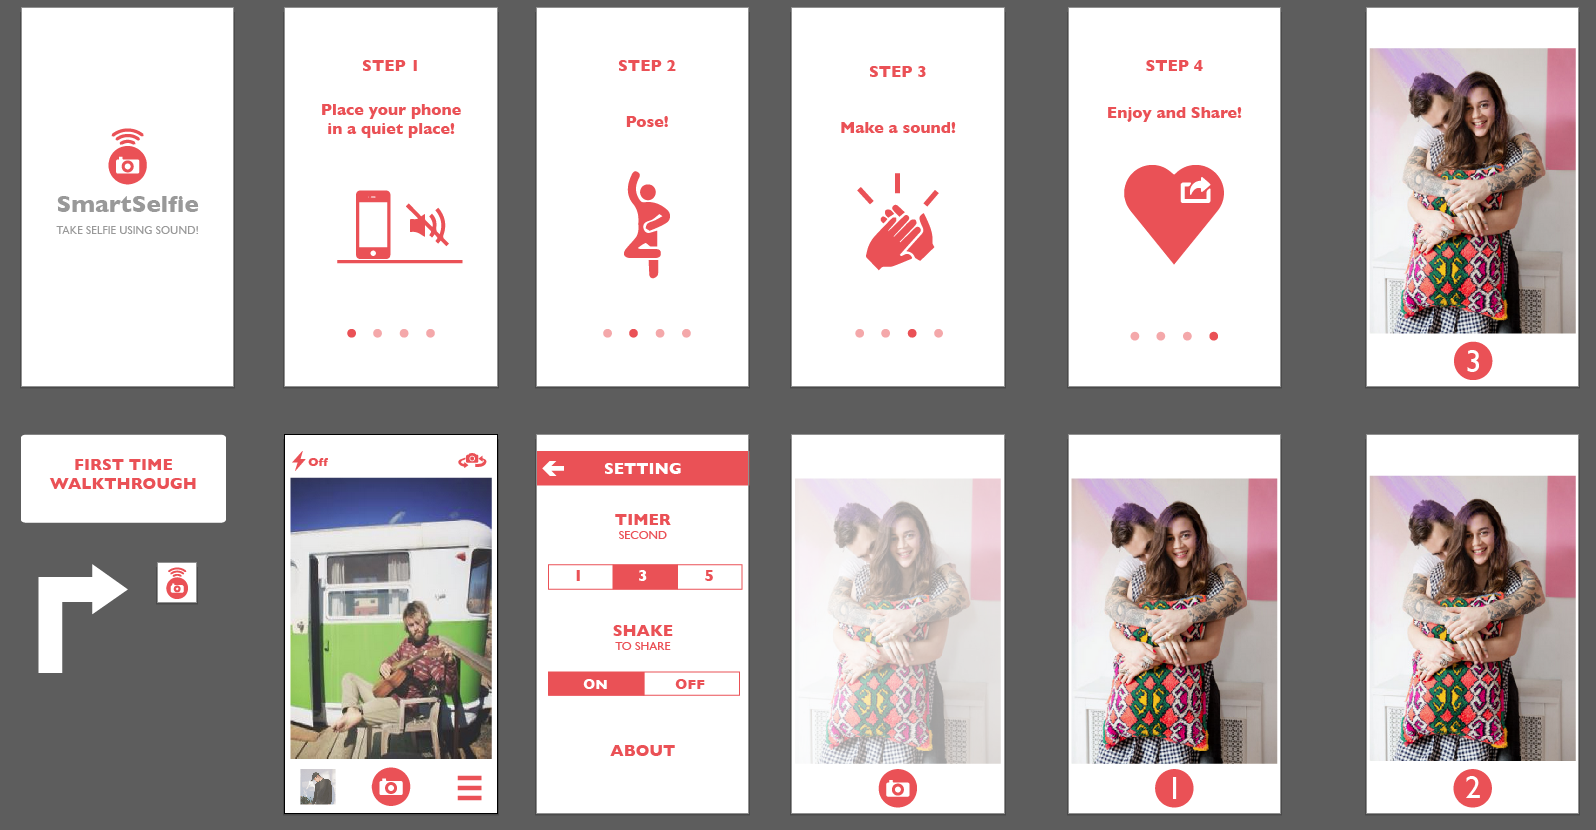 SmartSelfie
TAKE SELFIE USING SOUND!
STEP 1
Place your phone
in a quiet place!
STEP 2
Pose!
STEP 3
Make a sound!
STEP 4
Enjoy and Share!
3
FIRST TIME
WALKTHROUGH
Off
SETTING
TIMER
SECOND
1 3 5
SHAKE
TO SHARE
ON OFF
ABOUT
1
2